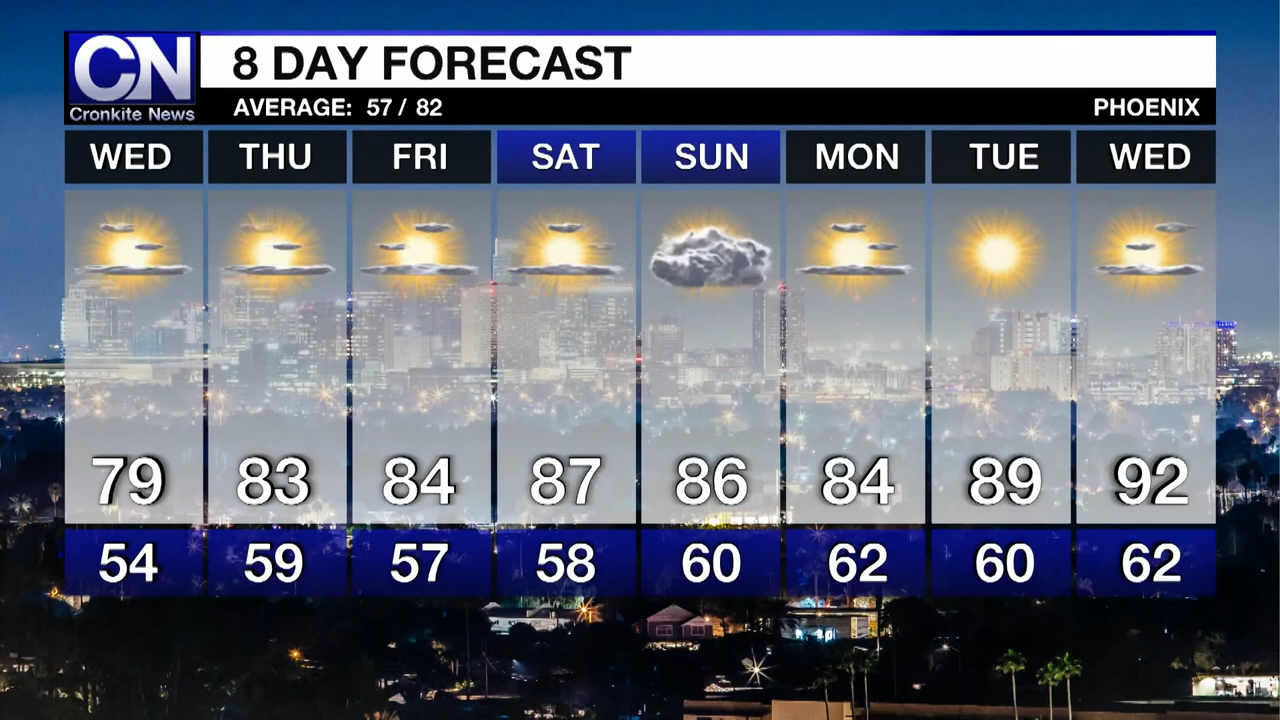 CN
Cronkite News
8 DAY FORECAST
AVERAGE: 57 / 82
PHOENIX
WED THU FRI SAT SUN MON TUE WED
79 83 84 87 86 84 89 92
54 59 57 58 60 62 60 62